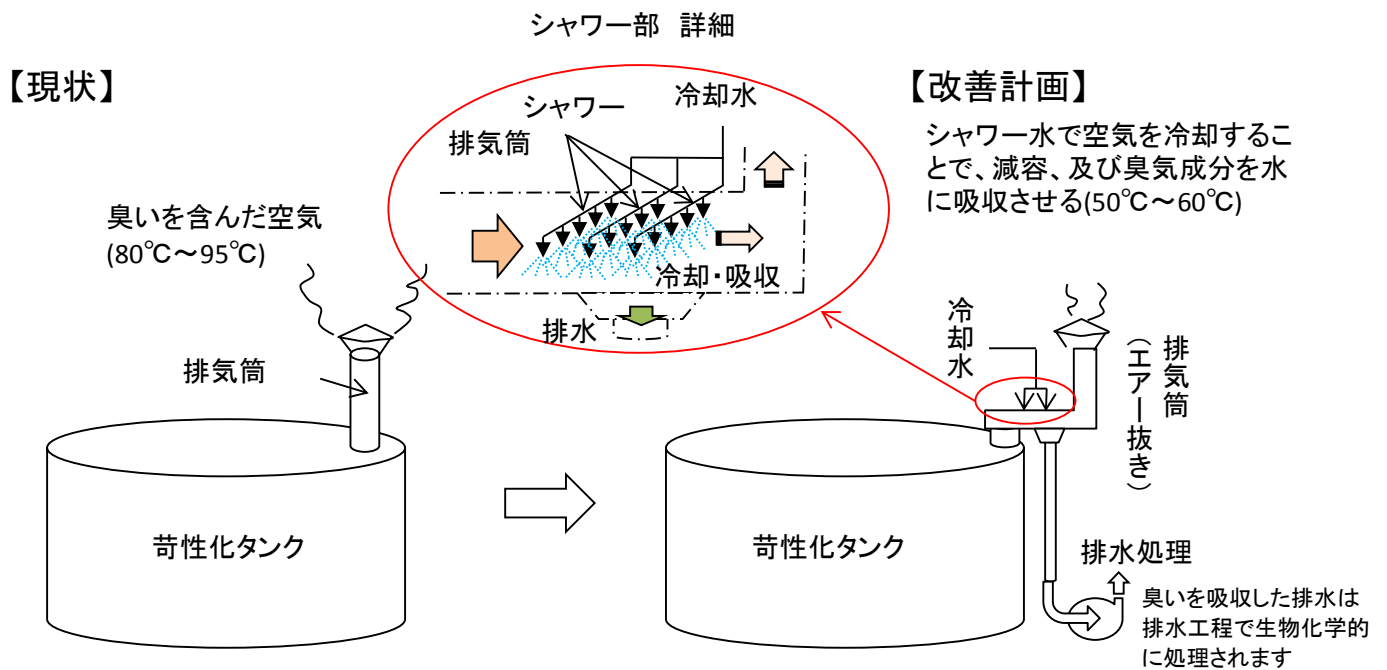 シャワー部 詳細
【現状】
シャワー
冷却水
排気筒
冷却・吸収
排水
臭いを含んだ空気
(80℃～95℃)
排気筒
苛性化タンク
【改善計画】
シャワー水で空気を冷却するこ
とで、減容、及び臭気成分を水
に吸収させる(50℃～60℃)
冷却水
排気筒
（エアー抜き）
苛性化タンク
排水処理
臭いを吸収した排水は
排水工程で生物化学的
に処理されます